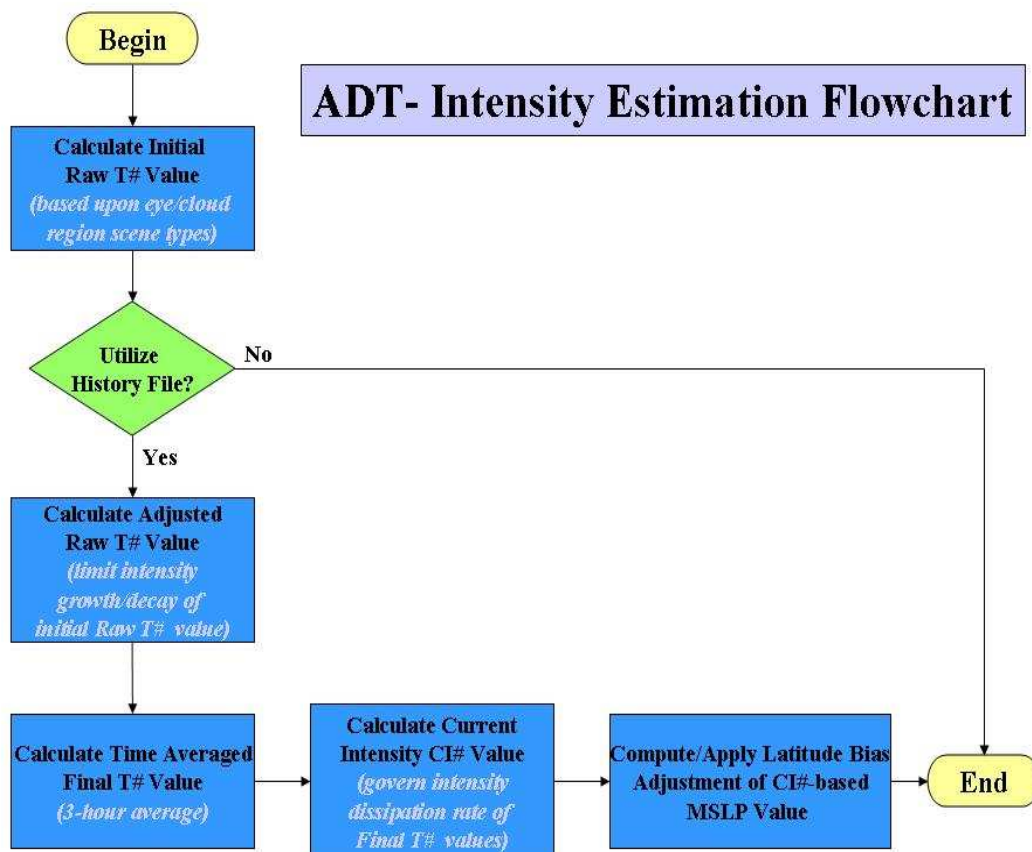 Begin
ADT- Intensity Estimation Flowchart
Calculate Initial
Raw T# Value
(based upon eye/cloud
region scene types)
Utilize
History File?
No
Yes
Calculate Adjusted
Raw T# Value
(limit intensity
growth/decay of
initial Raw T# value)
Calculate Time Averaged
Final T# Value
(3-hour average)
Calculate Current
Intensity CI# Value
(govern intensity
dissipation rate of
Final T# values)
Compute/Apply Latitude Bias
Adjustment of CI#-based
MSLP Value
End